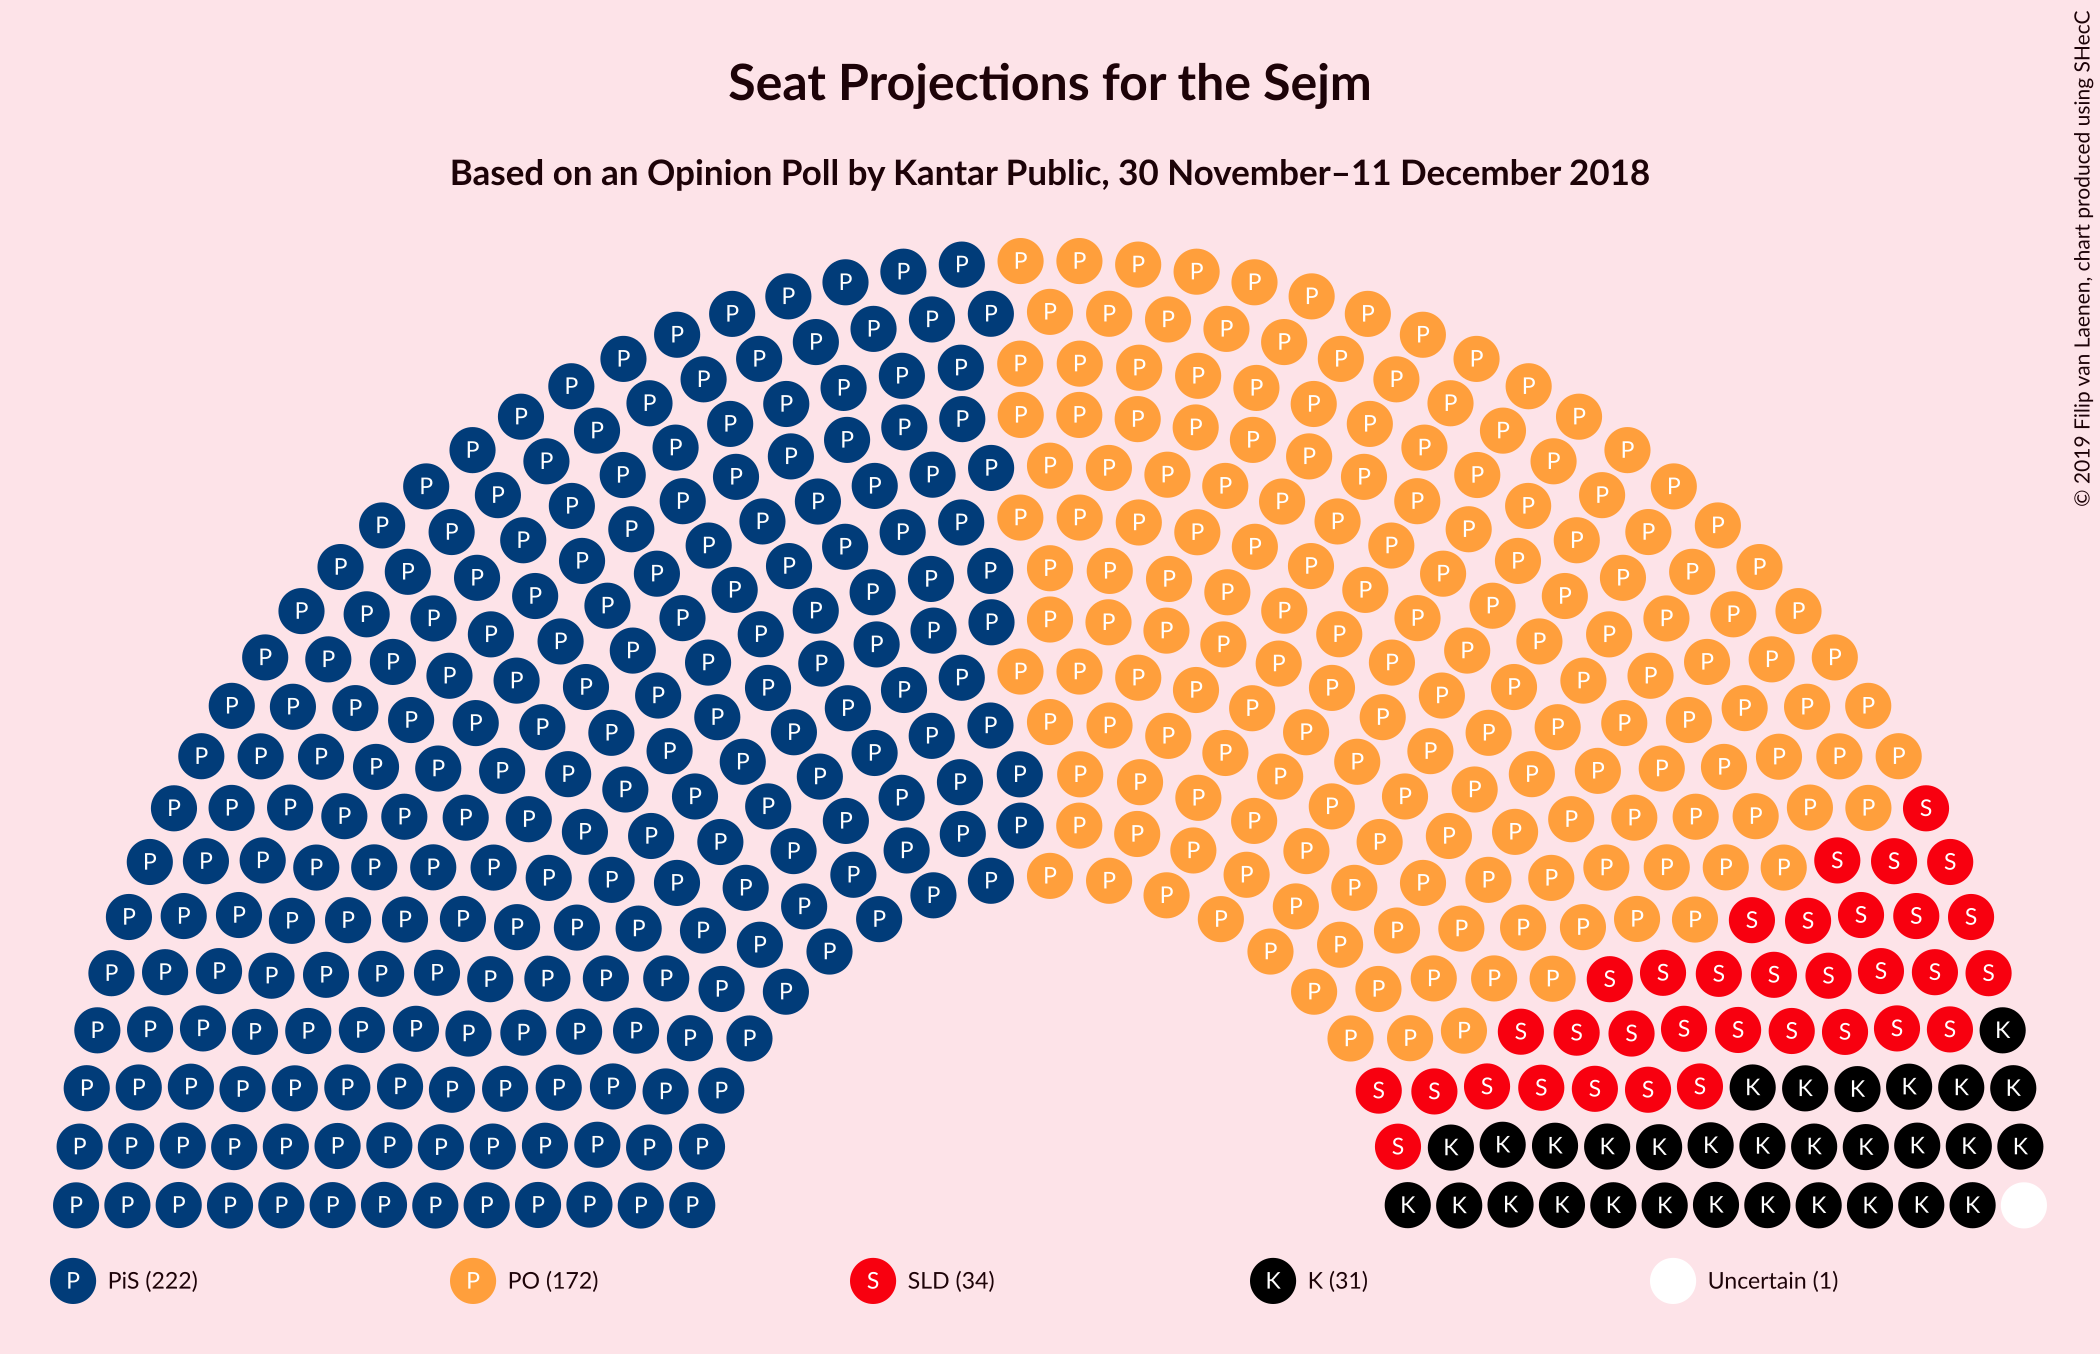 Seat Projections for the Sejm
Based on an Opinion Poll by Kantar Public, 30 November–11 December 2018
© 2019 Filip van Laenen, chart produced using SHecC
P PiS (222)
P PO (172)
S SLD (34)
K K (31)
Uncertain (1)